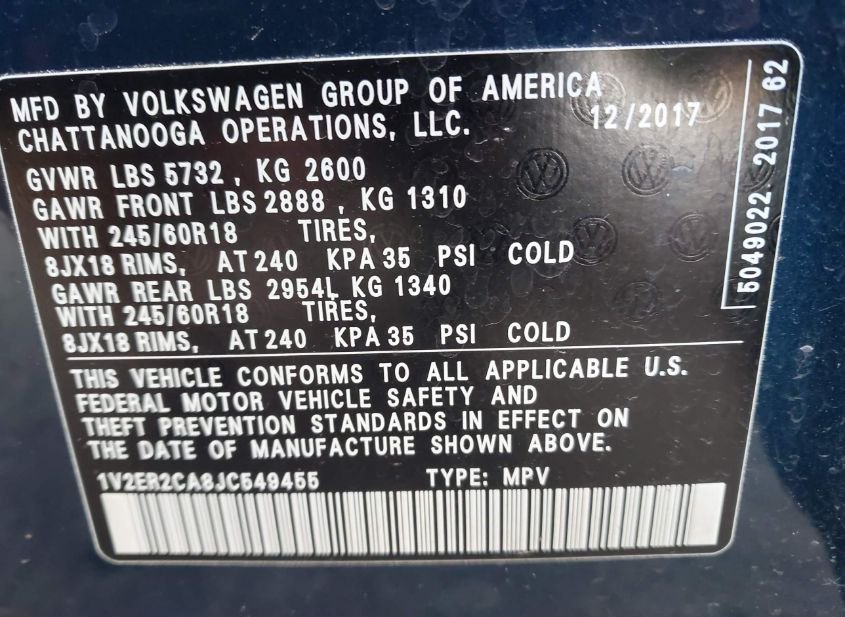 MFD BY VOLKSWAGEN GROUP OF AMERICA
CHATTANOOGA OPERATIONS, LLC. 12/2017
GVWR LBS 5732 , KG 2600
GAWR FRONT LBS 2888 , KG 1310
WITH 245/60R18 TIRES,
8JX18 RIMS, AT 240 KPA 35 PSI COLD
GAWR REAR LBS 2954L KG 1340
WITH 245/60R18 TIRES,
8JX18 RIMS, AT 240 KPA 35 PSI COLD
THIS VEHICLE CONFORMS TO ALL APPLICABLE U.S.
FEDERAL MOTOR VEHICLE SAFETY AND
THEFT PREVENTION STANDARDS IN EFFECT ON
THE DATE OF MANUFACTURE SHOWN ABOVE.
1V2ER2CA8JC549455 TYPE: MPV
5049022 2017 62